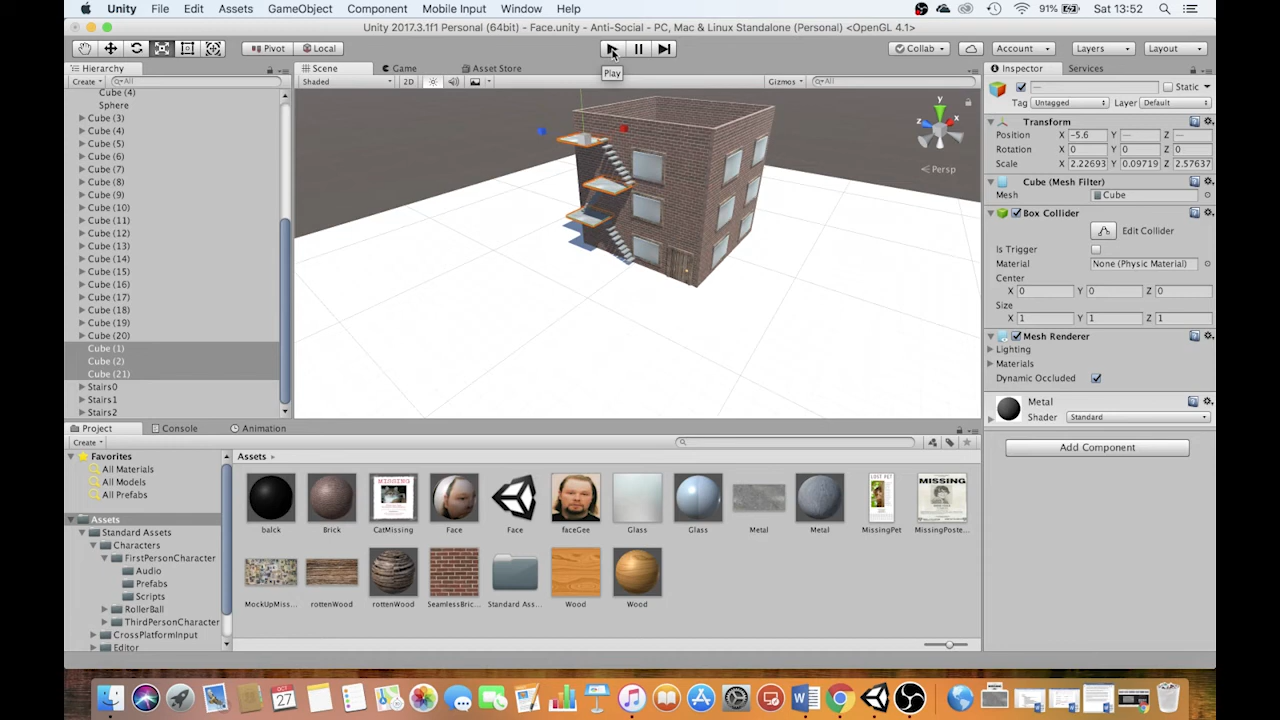 Unity File Edit Assets GameObject Component Mobile Input Window Help 91% Sat 13:52
Unity 2017.3.1f1 Personal (64bit) - Face.unity - Anti-Social - PC, Mac & Linux Standalone (Personal) <OpenGL 4.1>
Pivot Local Collab Account Layers Layout
Play
Hierarchy
Create All
Cube (4)
Sphere
Cube (3)
Cube (4)
Cube (5)
Cube (6)
Cube (7)
Cube (8)
Cube (9)
Cube (10)
Cube (11)
Cube (12)
Cube (13)
Cube (14)
Cube (15)
Cube (16)
Cube (17)
Cube (18)
Cube (19)
Cube (20)
Cube (1)
Cube (2)
Cube (21)
Stairs0
Stairs1
Stairs2
Scene Game Asset Store
Shaded 2D Gizmos All
y
z x
Persp
Inspector Services
Static
Tag Untagged Layer Default
Transform
Position X -5.6 Y — Z —
Rotation X 0 Y 0 Z 0
Scale X 2.22693 Y 0.09719 Z 2.57637
Cube (Mesh Filter)
Mesh Cube
Box Collider
Edit Collider
Is Trigger
Material None (Physic Material)
Center
X 0 Y 0 Z 0
Size
X 1 Y 1 Z 1
Mesh Renderer
Lighting
Materials
Dynamic Occluded
Metal
Shader Standard
Add Component
Project Console Animation
Create
Favorites
All Materials
All Models
All Prefabs
Assets
Standard Assets
Characters
FirstPersonCharacter
Audio
Prefabs
Scripts
RollerBall
ThirdPersonCharacter
CrossPlatformInput
Editor
Assets
MISSING
MISSING
balck Brick CatMissing Face Face faceGee Glass Glass Metal Metal MissingPet MissingPoste...
MockUpMiss... rottenWood rottenWood SeamlessBric... Standard Ass... Wood Wood
OCT
27